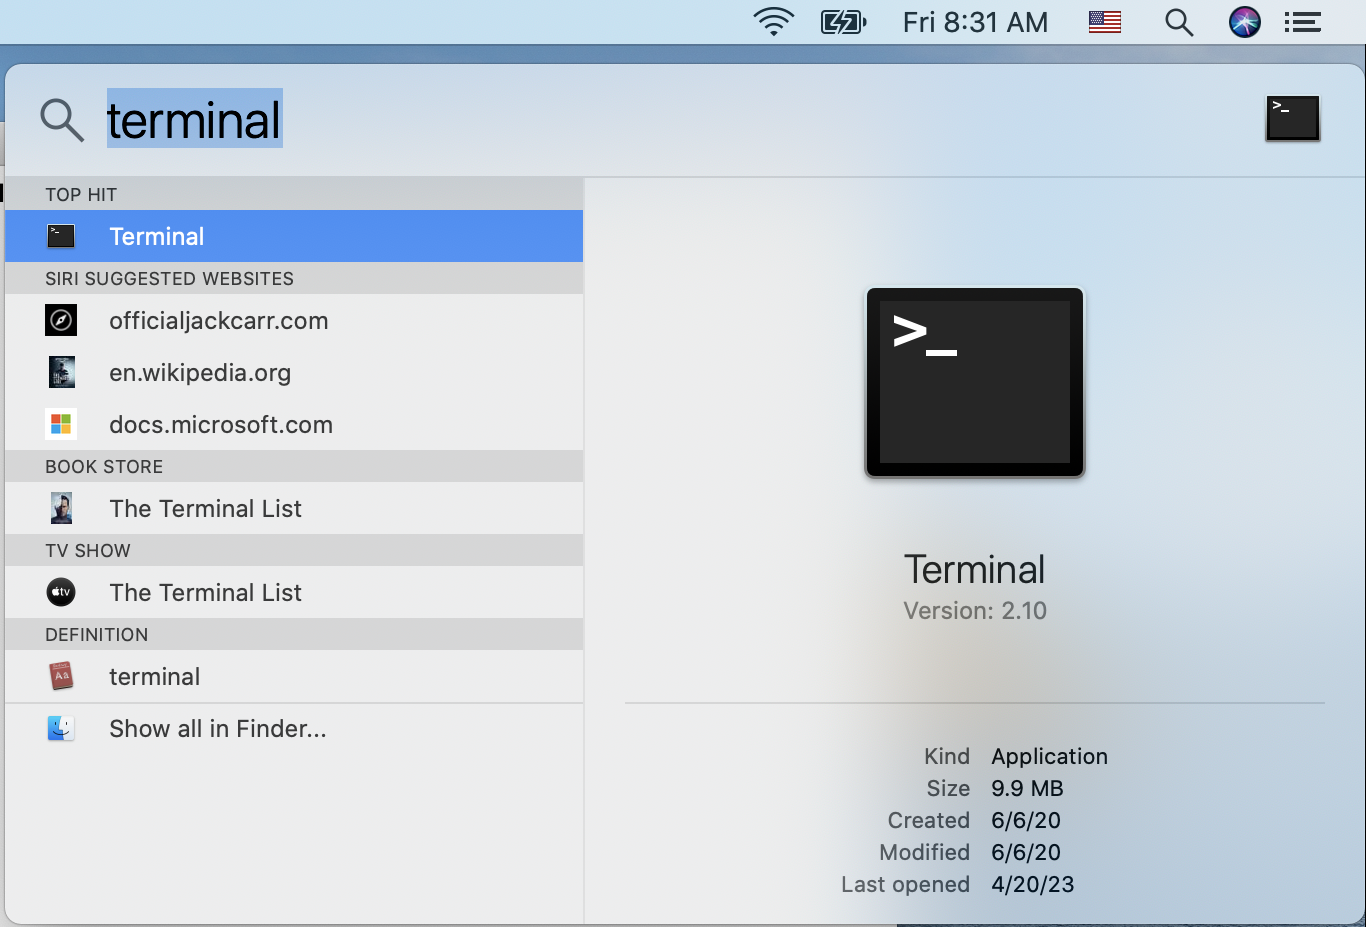 Fri 8:31 AM
terminal
>_
TOP HIT
>_
Terminal
SIRI SUGGESTED WEBSITES
officialjackcarr.com
en.wikipedia.org
docs.microsoft.com
BOOK STORE
The Terminal List
TV SHOW
tv
The Terminal List
DEFINITION
Aa
terminal
Show all in Finder...
>_
Terminal
Version: 2.10
Kind Application
Size 9.9 MB
Created 6/6/20
Modified 6/6/20
Last opened 4/20/23